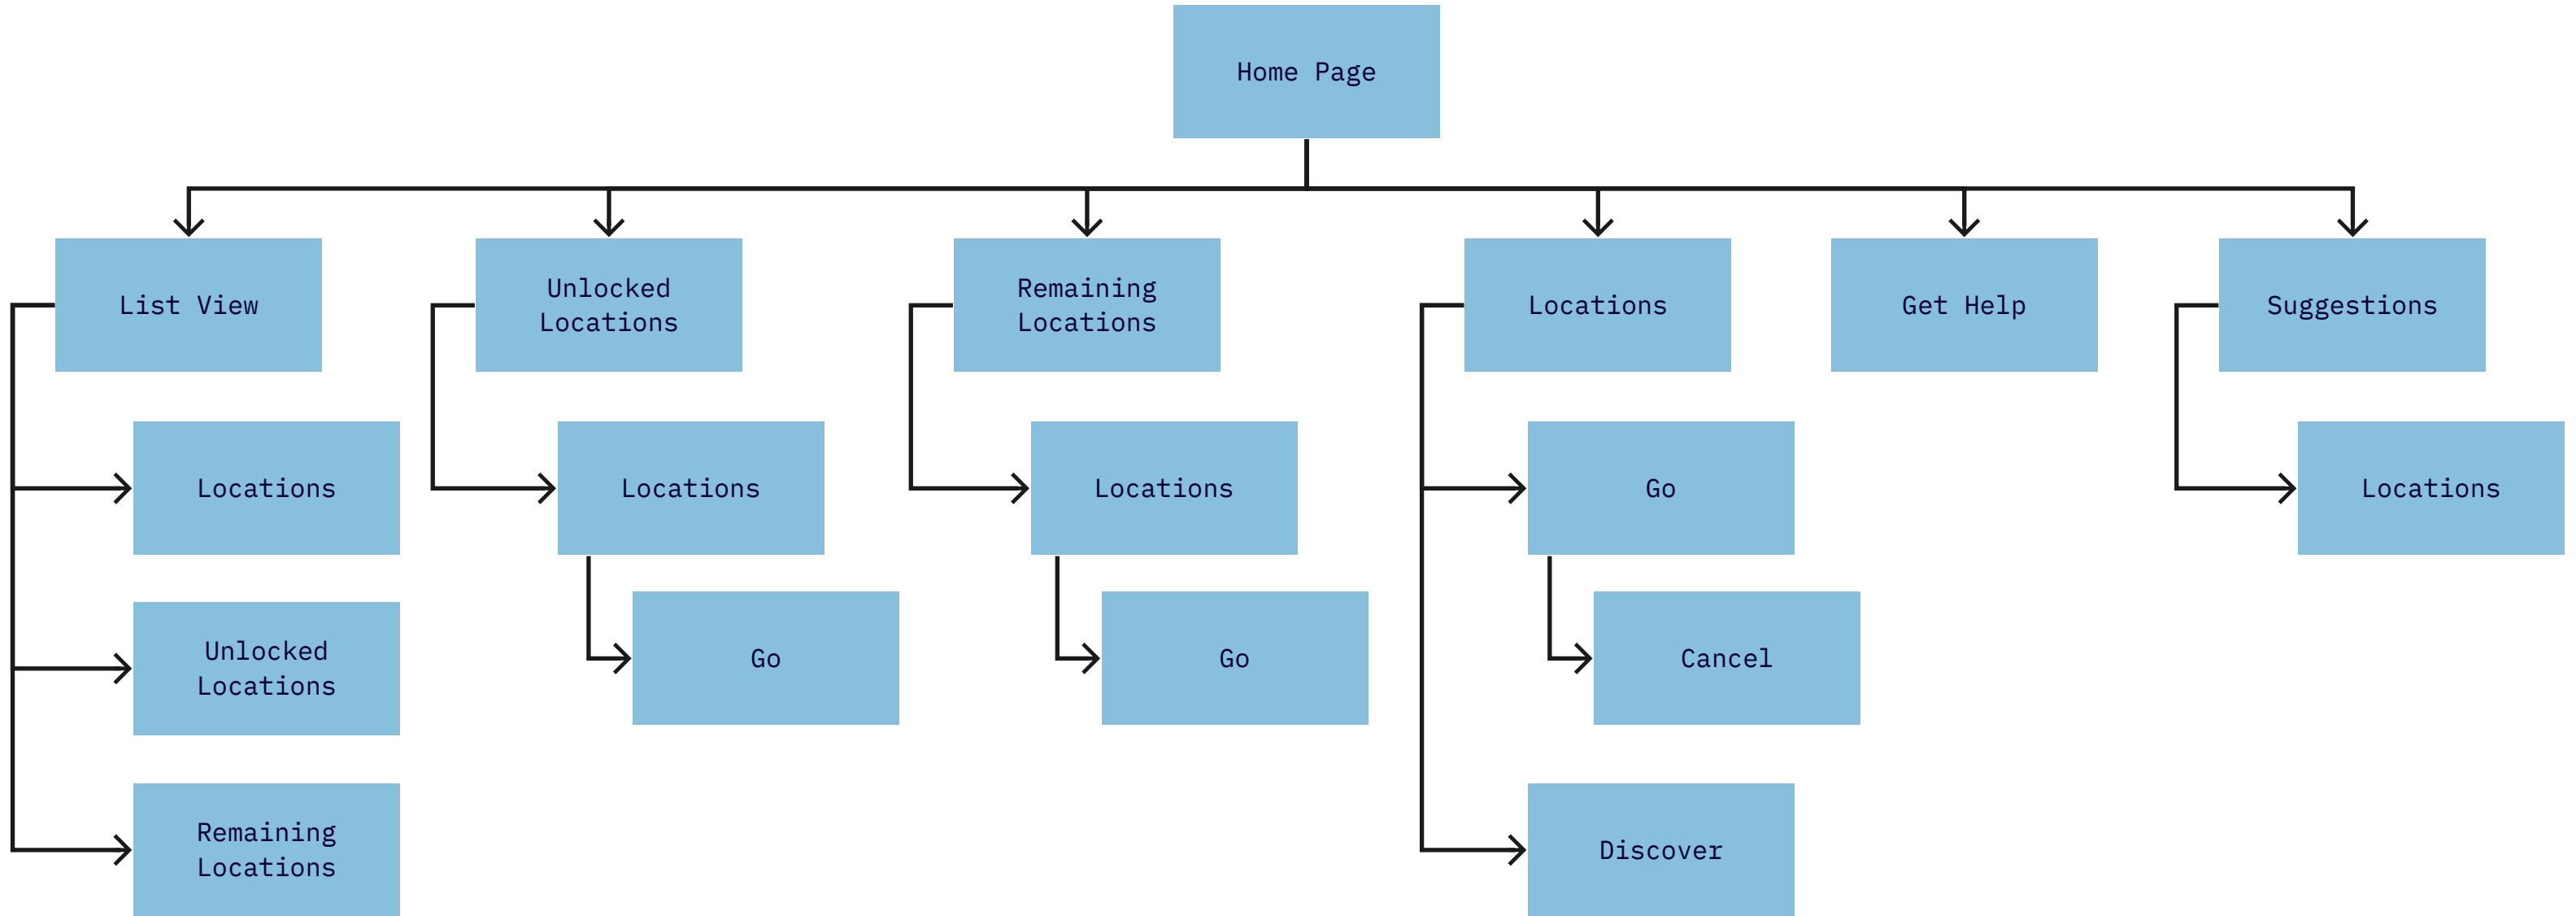 Home Page
List View
Unlocked
Locations
Remaining
Locations
Locations
Get Help
Suggestions
Locations
Locations
Locations
Go
Locations
Unlocked
Locations
Go
Go
Cancel
Remaining
Locations
Discover